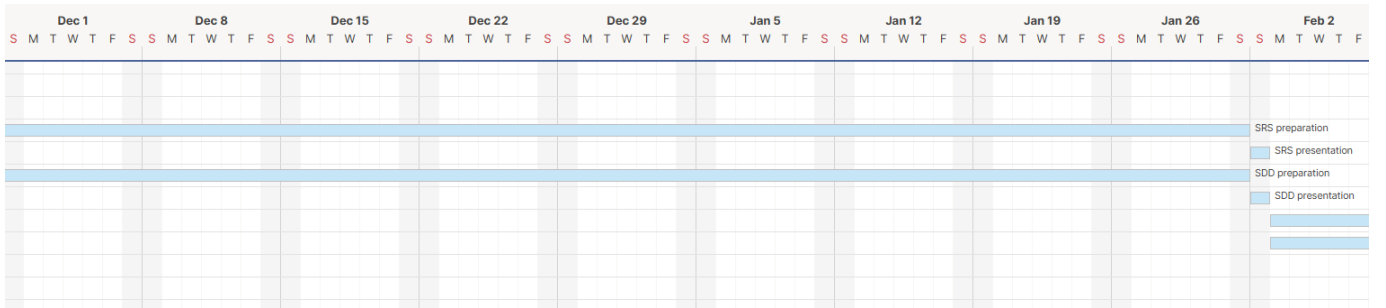 Dec 1 Dec 8 Dec 15 Dec 22 Dec 29 Jan 5 Jan 12 Jan 19 Jan 26 Feb 2
S M T W T F S S M T W T F S S M T W T F S S M T W T F S S M T W T F S S M T W T F S S M T W T F S S M T W T F S S M T W T F S S M T W T F
SRS preparation
SRS presentation
SDD preparation
SDD presentation